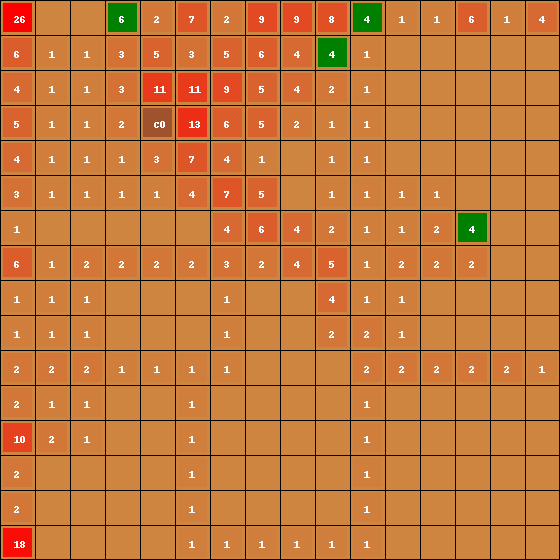 26 6 2 7 2 9 9 8 4 1 1 6 1 4
6 1 1 3 5 3 5 6 4 4 1
4 1 1 3 11 11 9 5 4 2 1
5 1 1 2 c0 13 6 5 2 1 1
4 1 1 1 3 7 4 1 1 1
3 1 1 1 1 4 7 5 1 1 1 1
1 4 6 4 2 1 1 2 4
6 1 2 2 2 2 3 2 4 5 1 2 2 2
1 1 1 1 4 1 1
1 1 1 1 2 2 1
2 2 2 1 1 1 1 2 2 2 2 2 1
2 1 1 1 1
10 2 1 1 1
2 1 1
2 1 1
18 1 1 1 1 1 1